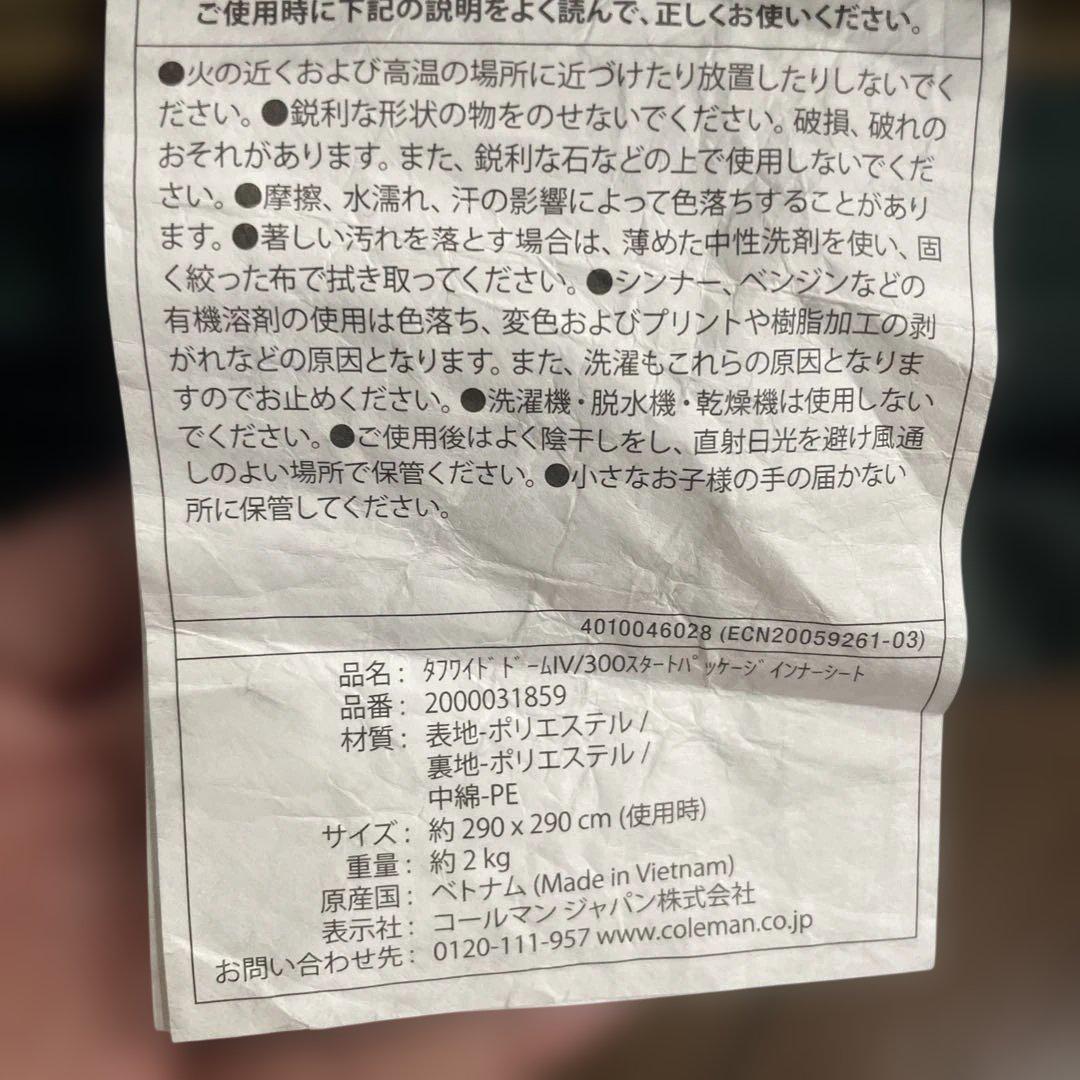 ご使用時に下記の説明をよく読んで、正しくお使いください。
●火の近くおよび高温の場所に近づけたり放置したりしないでく
ださい。●鋭利な形状の物をのせないでください。破損、破れの
おそれがあります。また、鋭利な石などの上で使用しないでくだ
さい。●摩擦、水濡れ、汗の影響によって色落ちすることがあり
ます。●著しい汚れを落とす場合は、薄めた中性洗剤を使い、固
く絞った布で拭き取ってください。●シンナー、ベンジンなどの
有機溶剤の使用は色落ち、変色およびプリントや樹脂加工の剥
がれなどの原因となります。また、洗濯もこれらの原因となりま
すのでお止めください。●洗濯機・脱水機・乾燥機は使用しない
でください。●ご使用後はよく陰干しをし、直射日光を避け風通
しのよい場所で保管ください。●小さなお子様の手の届かない
所に保管してください。
4010046028 (ECN20059261-03)
品名：ﾀﾌﾜｲﾄﾞﾄﾞｰﾑIV/300ｽﾀｰﾄﾊﾟｯｹｰｼﾞインナーシート
品番：2000031859
材質：表地-ポリエステル /
裏地-ポリエステル /
中綿-PE
サイズ：約 290 x 290 cm (使用時)
重量：約 2 kg
原産国：ベトナム (Made in Vietnam)
表示社：コールマン ジャパン株式会社
お問い合わせ先：0120-111-957 www.coleman.co.jp